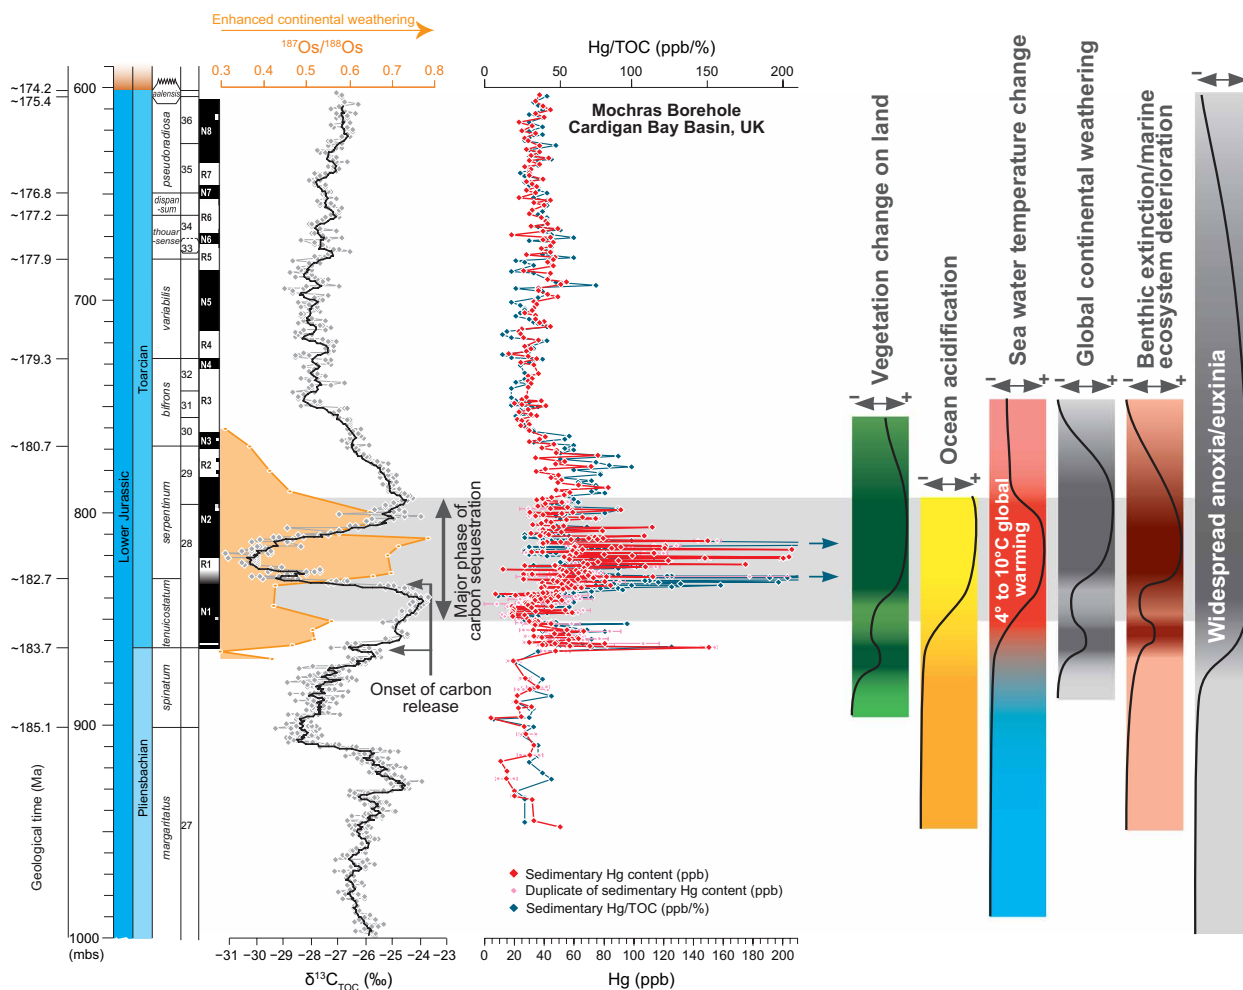 Enhanced continental weathering
187Os/188Os
0.3 0.4 0.5 0.6 0.7 0.8
Hg/TOC (ppb/%)
0 50 100 150 200
Mochras Borehole
Cardigan Bay Basin, UK
600
700
800
900
1000
(mbs)
Geological time (Ma)
~174.2
~175.4
~176.8
~177.2
~177.9
~179.3
~180.7
~182.7
~183.7
~185.1
Lower Jurassic
Toarcian
Pliensbachian
aalensis
pseudoradiosa
dispan
-sum
thouar
-sense
variabilis
bifrons
serpentinum
tenuicostatum
spinatum
margaritatus
36
35
34
33
32
31
30
29
28
27
N8
R7
N7
R6
N6
R5
N5
R4
N4
R3
N3
R2
N2
R1
N1
Major phase of
carbon sequestration
Onset of carbon
release
−31 −30 −29 −28 −27 −26 −25 −24 −23
δ13CTOC (‰)
Sedimentary Hg content (ppb)
Duplicate of sedimentary Hg content (ppb)
Sedimentary Hg/TOC (ppb/%)
0 20 40 60 80 100 120 140 160 180 200
Hg (ppb)
Vegetation change on land
− +
Ocean acidification
− +
Sea water temperature change
− +
4° to 10°C global
warming
Global continental weathering
− +
Benthic extinction/marine
ecosystem deterioration
− +
Widespread anoxia/euxinia
−